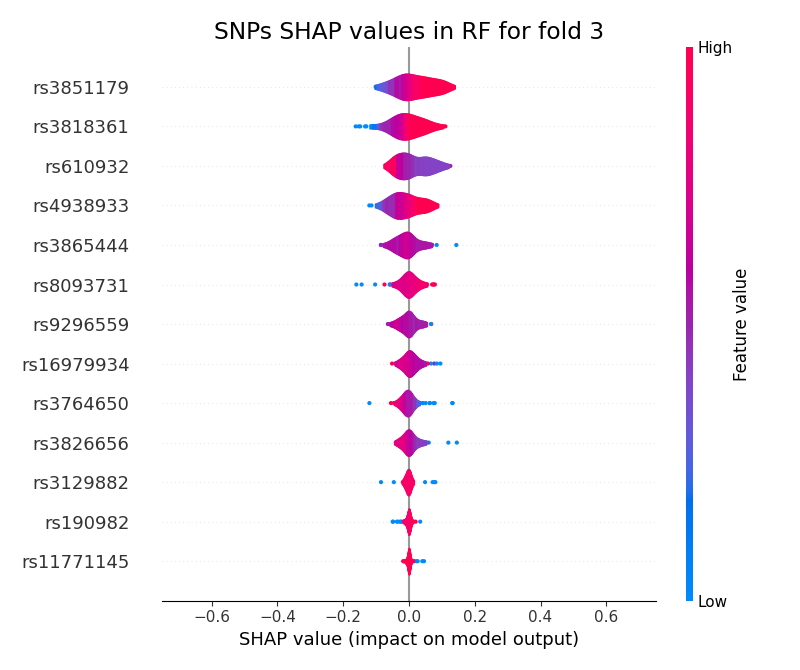 SNPs SHAP values in RF for fold 3
High
rs3851179
rs3818361
rs610932
rs4938933
rs3865444
rs8093731
rs9296559
rs16979934
rs3764650
rs3826656
rs3129882
rs190982
rs11771145
Feature value
Low
−0.6 −0.4 −0.2 0.0 0.2 0.4 0.6
SHAP value (impact on model output)